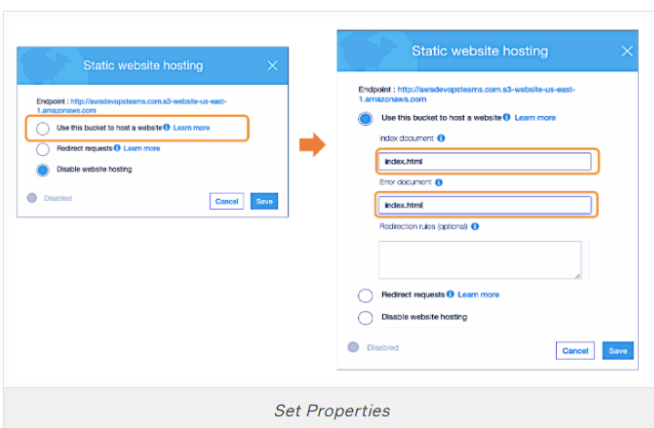 Static website hosting
Endpoint : http://awsdevopsteams.com.s3-website-us-east-
1.amazonaws.com
Use this bucket to host a website Learn more
Redirect requests Learn more
Disable website hosting
Disabled
Cancel
Save
Static website hosting
Endpoint : http://awsdevopsteams.com.s3-website-us-east-
1.amazonaws.com
Use this bucket to host a website Learn more
Index document
index.html
Error document
index.html
Redirection rules (optional)
Redirect requests Learn more
Disable website hosting
Disabled
Cancel
Save
Set Properties